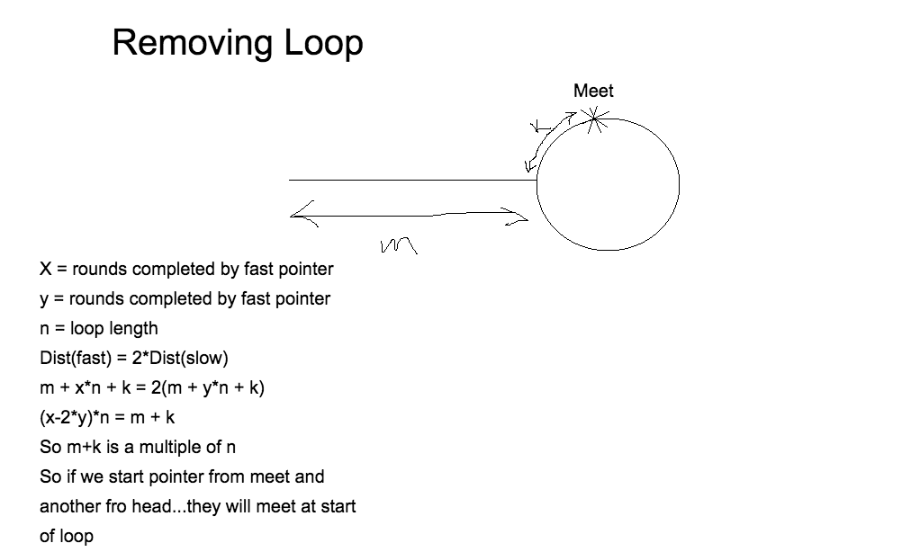 Removing Loop
Meet
k
m
X = rounds completed by fast pointer
y = rounds completed by fast pointer
n = loop length
Dist(fast) = 2*Dist(slow)
m + x*n + k = 2(m + y*n + k)
(x-2*y)*n = m + k
So m+k is a multiple of n
So if we start pointer from meet and
another fro head...they will meet at start
of loop